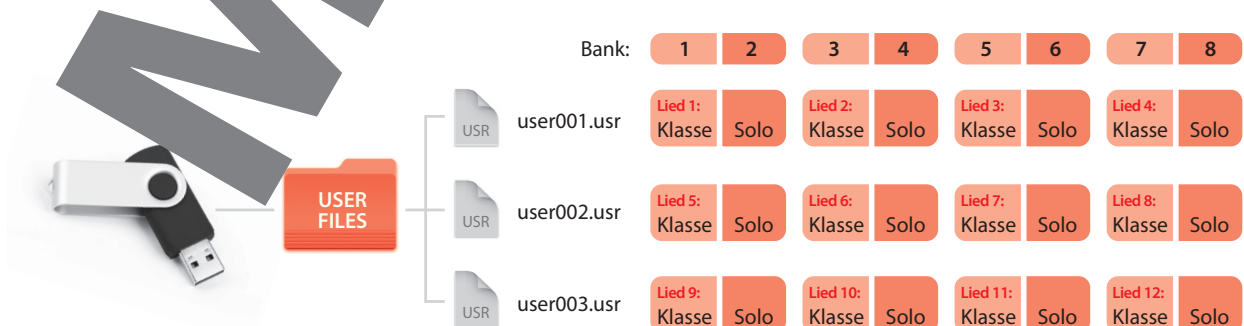 Bank: 1 2 3 4 5 6 7 8
Lied 1: Lied 2: Lied 3: Lied 4:
USR user001.usr Klasse Solo Klasse Solo Klasse Solo Klasse Solo
USER
FILES
Lied 5: Lied 6: Lied 7: Lied 8:
USR user002.usr Klasse Solo Klasse Solo Klasse Solo Klasse Solo
Lied 9: Lied 10: Lied 11: Lied 12:
USR user003.usr Klasse Solo Klasse Solo Klasse Solo Klasse Solo